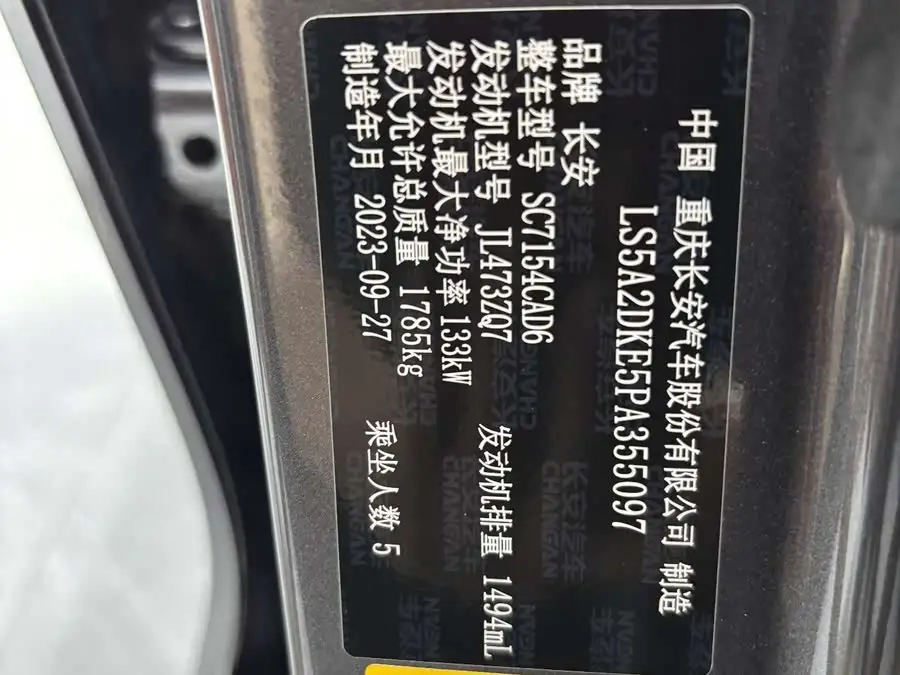 中国 重庆长安汽车股份有限公司 制造
LS5A2DKE5PA355097
品牌 长安
整车型号 SC7154CAD6
发动机型号 JL473ZQ7 发动机排量 1494mL
发动机最大净功率 133kW
最大允许总质量 1785kg
制造年月 2023-09-27 乘坐人数 5